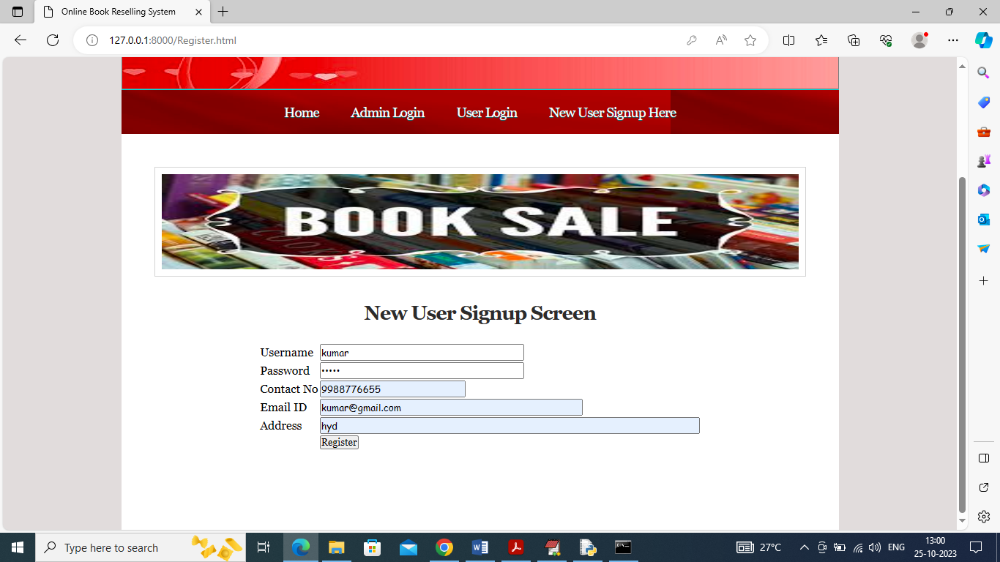 Online Book Reselling System
127.0.0.1:8000/Register.html
Home Admin Login User Login New User Signup Here
BOOK SALE
New User Signup Screen
Username kumar
Password •••••
Contact No 9988776655
Email ID kumar@gmail.com
Address hyd
Register
Type here to search
27°C
ENG
13:00
25-10-2023